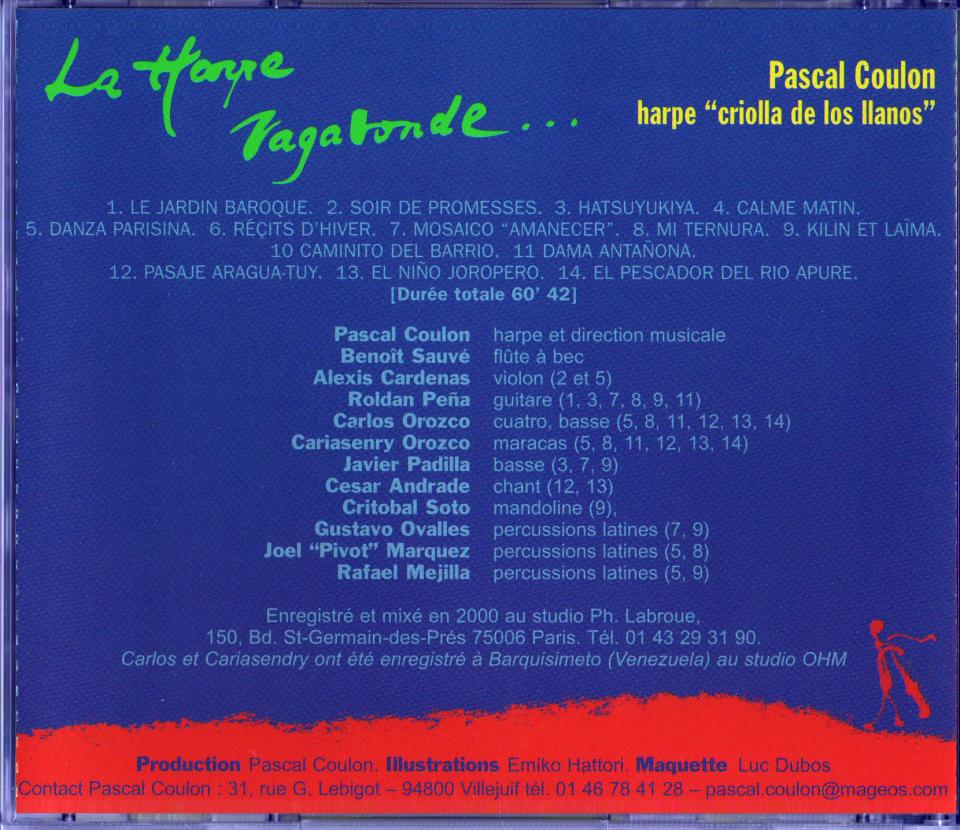 La Harpe
Vagabonde...
Pascal Coulon
harpe “criolla de los llanos”
1. LE JARDIN BAROQUE. 2. SOIR DE PROMESSES. 3. HATSUYUKIYA. 4. CALME MATIN.
5. DANZA PARISINA. 6. RÉÇITS D’HIVER. 7. MOSAICO “AMANECER”. 8. MI TERNURA. 9. KILIN ET LAÏMA.
10 CAMINITO DEL BARRIO. 11 DAMA ANTAÑONA.
12. PASAJE ARAGUA-TUY. 13. EL NIÑO JOROPERO. 14. EL PESCADOR DEL RIO APURE.
[Durée totale 60’ 42]
Pascal Coulon harpe et direction musicale
Benoît Sauvé flûte à bec
Alexis Cardenas violon (2 et 5)
Roldan Peña guitare (1, 3, 7, 8, 9, 11)
Carlos Orozco cuatro, basse (5, 8, 11, 12, 13, 14)
Cariasenry Orozco maracas (5, 8, 11, 12, 13, 14)
Javier Padilla basse (3, 7, 9)
Cesar Andrade chant (12, 13)
Critobal Soto mandoline (9),
Gustavo Ovalles percussions latines (7, 9)
Joel “Pivot” Marquez percussions latines (5, 8)
Rafael Mejilla percussions latines (5, 9)
Enregistré et mixé en 2000 au studio Ph. Labroue,
150, Bd. St-Germain-des-Prés 75006 Paris. Tél. 01 43 29 31 90.
Carlos et Cariasendry ont été enregistré à Barquisimeto (Venezuela) au studio OHM
Production Pascal Coulon. Illustrations Emiko Hattori. Maquette Luc Dubos
Contact Pascal Coulon : 31, rue G. Lebigot – 94800 Villejuif tél. 01 46 78 41 28 – pascal.coulon@mageos.com